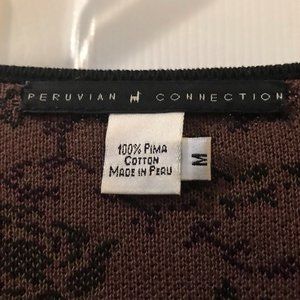 PERUVIAN CONNECTION
100% PIMA
COTTON
MADE IN PERU
M